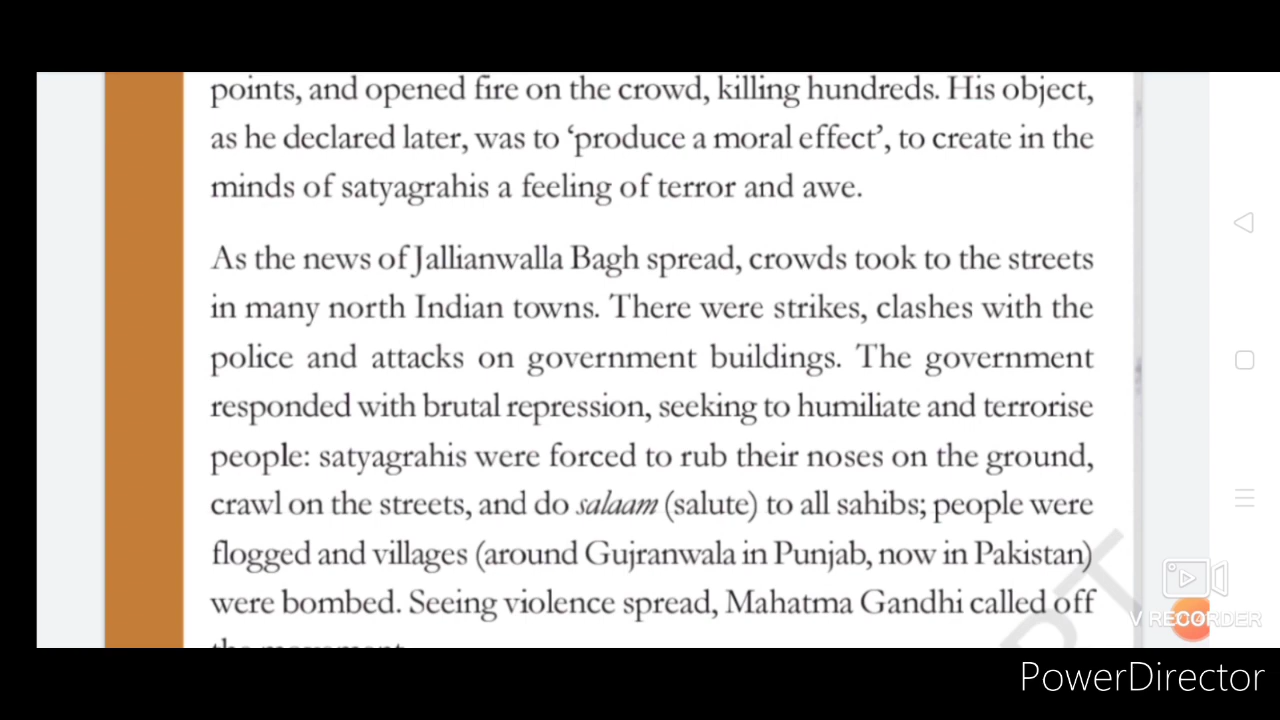 points, and opened fire on the crowd, killing hundreds. His object,
as he declared later, was to ‘produce a moral effect’, to create in the
minds of satyagrahis a feeling of terror and awe.
As the news of Jallianwalla Bagh spread, crowds took to the streets
in many north Indian towns. There were strikes, clashes with the
police and attacks on government buildings. The government
responded with brutal repression, seeking to humiliate and terrorise
people: satyagrahis were forced to rub their noses on the ground,
crawl on the streets, and do salaam (salute) to all sahibs; people were
flogged and villages (around Gujranwala in Punjab, now in Pakistan)
were bombed. Seeing violence spread, Mahatma Gandhi called off
the movement.
V RECORDER
PowerDirector